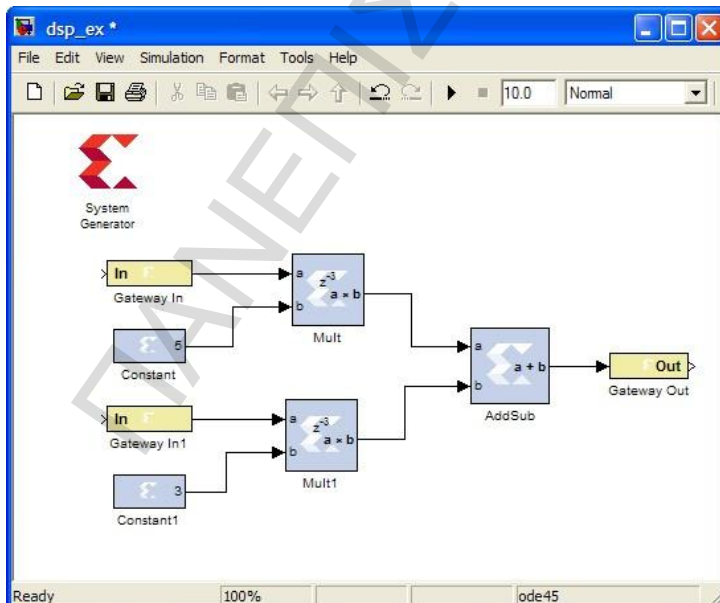 dsp_ex *
File Edit View Simulation Format Tools Help
10.0 Normal
System
Generator
In
Gateway In
5
Constant
In
Gateway In1
3
Constant1
a
b
z⁻³
a × b
Mult
a
b
z⁻³
a × b
Mult1
a
b
a + b
AddSub
Out
Gateway Out
Ready 100% ode45